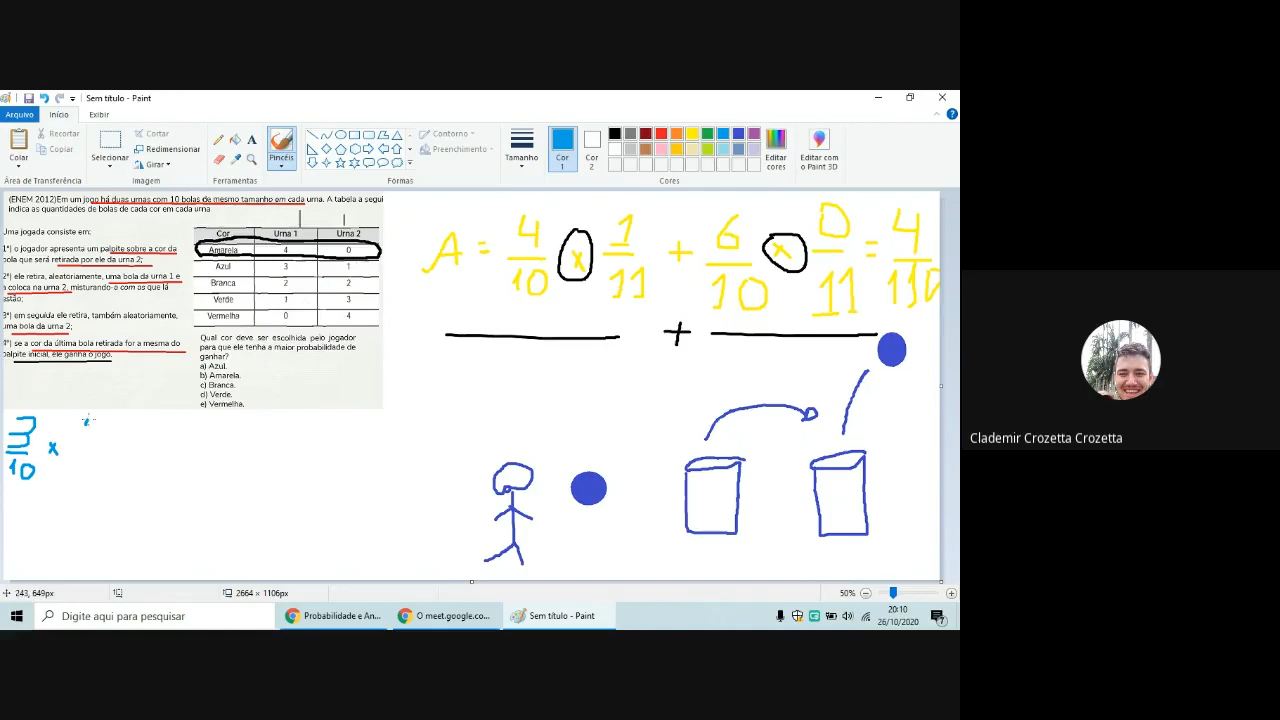 Sem título - Paint
Arquivo Início Exibir
Colar
Recortar
Copiar
Área de Transferência
Selecionar
Cortar
Redimensionar
Girar
Imagem
Ferramentas
Pincéis
Contorno
Preenchimento
Formas
Tamanho
Cor 1
Cor 2
Editar cores
Editar com o Paint 3D
Cores
(ENEM 2012)Em um jogo há duas urnas com 10 bolas de mesmo tamanho em cada urna. A tabela a segui
indica as quantidades de bolas de cada cor em cada urna
Uma jogada consiste em:
1°) o jogador apresenta um palpite sobre a cor da
bola que será retirada por ele da urna 2;
2°) ele retira, aleatoriamente, uma bola da urna 1 e
a coloca na urna 2, misturando-a com os que lá
estão;
3°) em seguida ele retira, também aleatoriamente,
uma bola da urna 2;
4°) se a cor da última bola retirada for a mesma do
palpite inicial, ele ganha o jogo.
Cor Urna 1 Urna 2
Amarela 4 0
Azul 3 1
Branca 2 2
Verde 1 3
Vermelha 0 4
Qual cor deve ser escolhida pelo jogador
para que ele tenha a maior probabilidade de
ganhar?
a) Azul.
b) Amarela.
c) Branca.
d) Verde.
e) Vermelha.
A = 4/10 x 1/11 + 6/10 x 0/11 = 4/110
+
3/10 x
Clademir Crozetta Crozetta
243, 649px
2664 × 1106px
50%
Digite aqui para pesquisar
Probabilidade e An...
O meet.google.co...
Sem título - Paint
20:10
26/10/2020